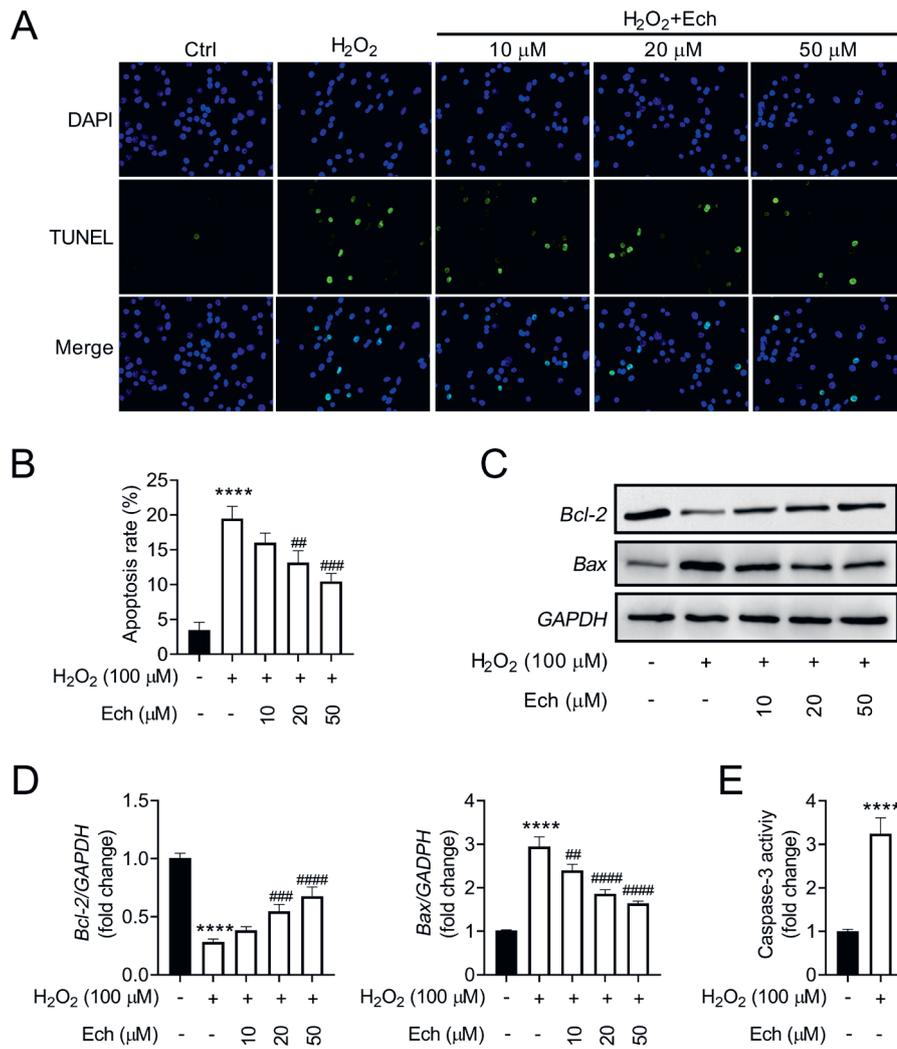 A
H₂O₂+Ech
Ctrl H₂O₂ 10 μM 20 μM 50 μM
DAPI
TUNEL
Merge
B
Apoptosis rate (%)
25
20
15
10
5
0
**** ## ###
H₂O₂ (100 μM) - + + + +
Ech (μM) - - 10 20 50
C
Bcl-2
Bax
GAPDH
H₂O₂ (100 μM) - + + + +
Ech (μM) - - 10 20 50
D
Bcl-2/GAPDH
(fold change)
1.5
1.0
0.5
0.0
**** ### ####
H₂O₂ (100 μM) - + + + +
Ech (μM) - - 10 20 50
Bax/GADPH
(fold change)
4
3
2
1
0
**** ## #### ####
H₂O₂ (100 μM) - + + + +
Ech (μM) - - 10 20 50
E
Caspase-3 activiy
(fold change)
4
3
2
1
0
****
H₂O₂ (100 μM) - +
Ech (μM) - -